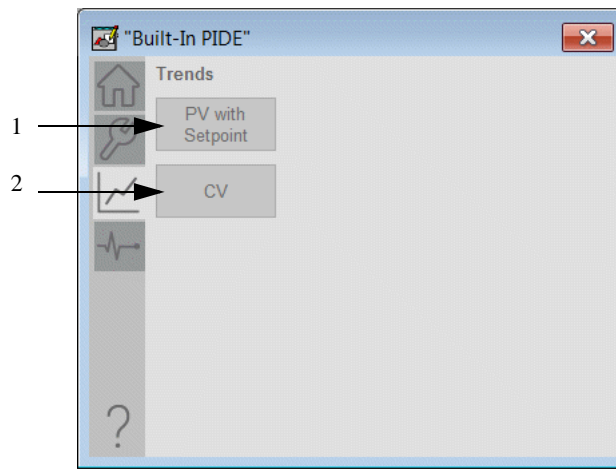 "Built-In PIDE"
Trends
1
PV with
Setpoint
2
CV
?